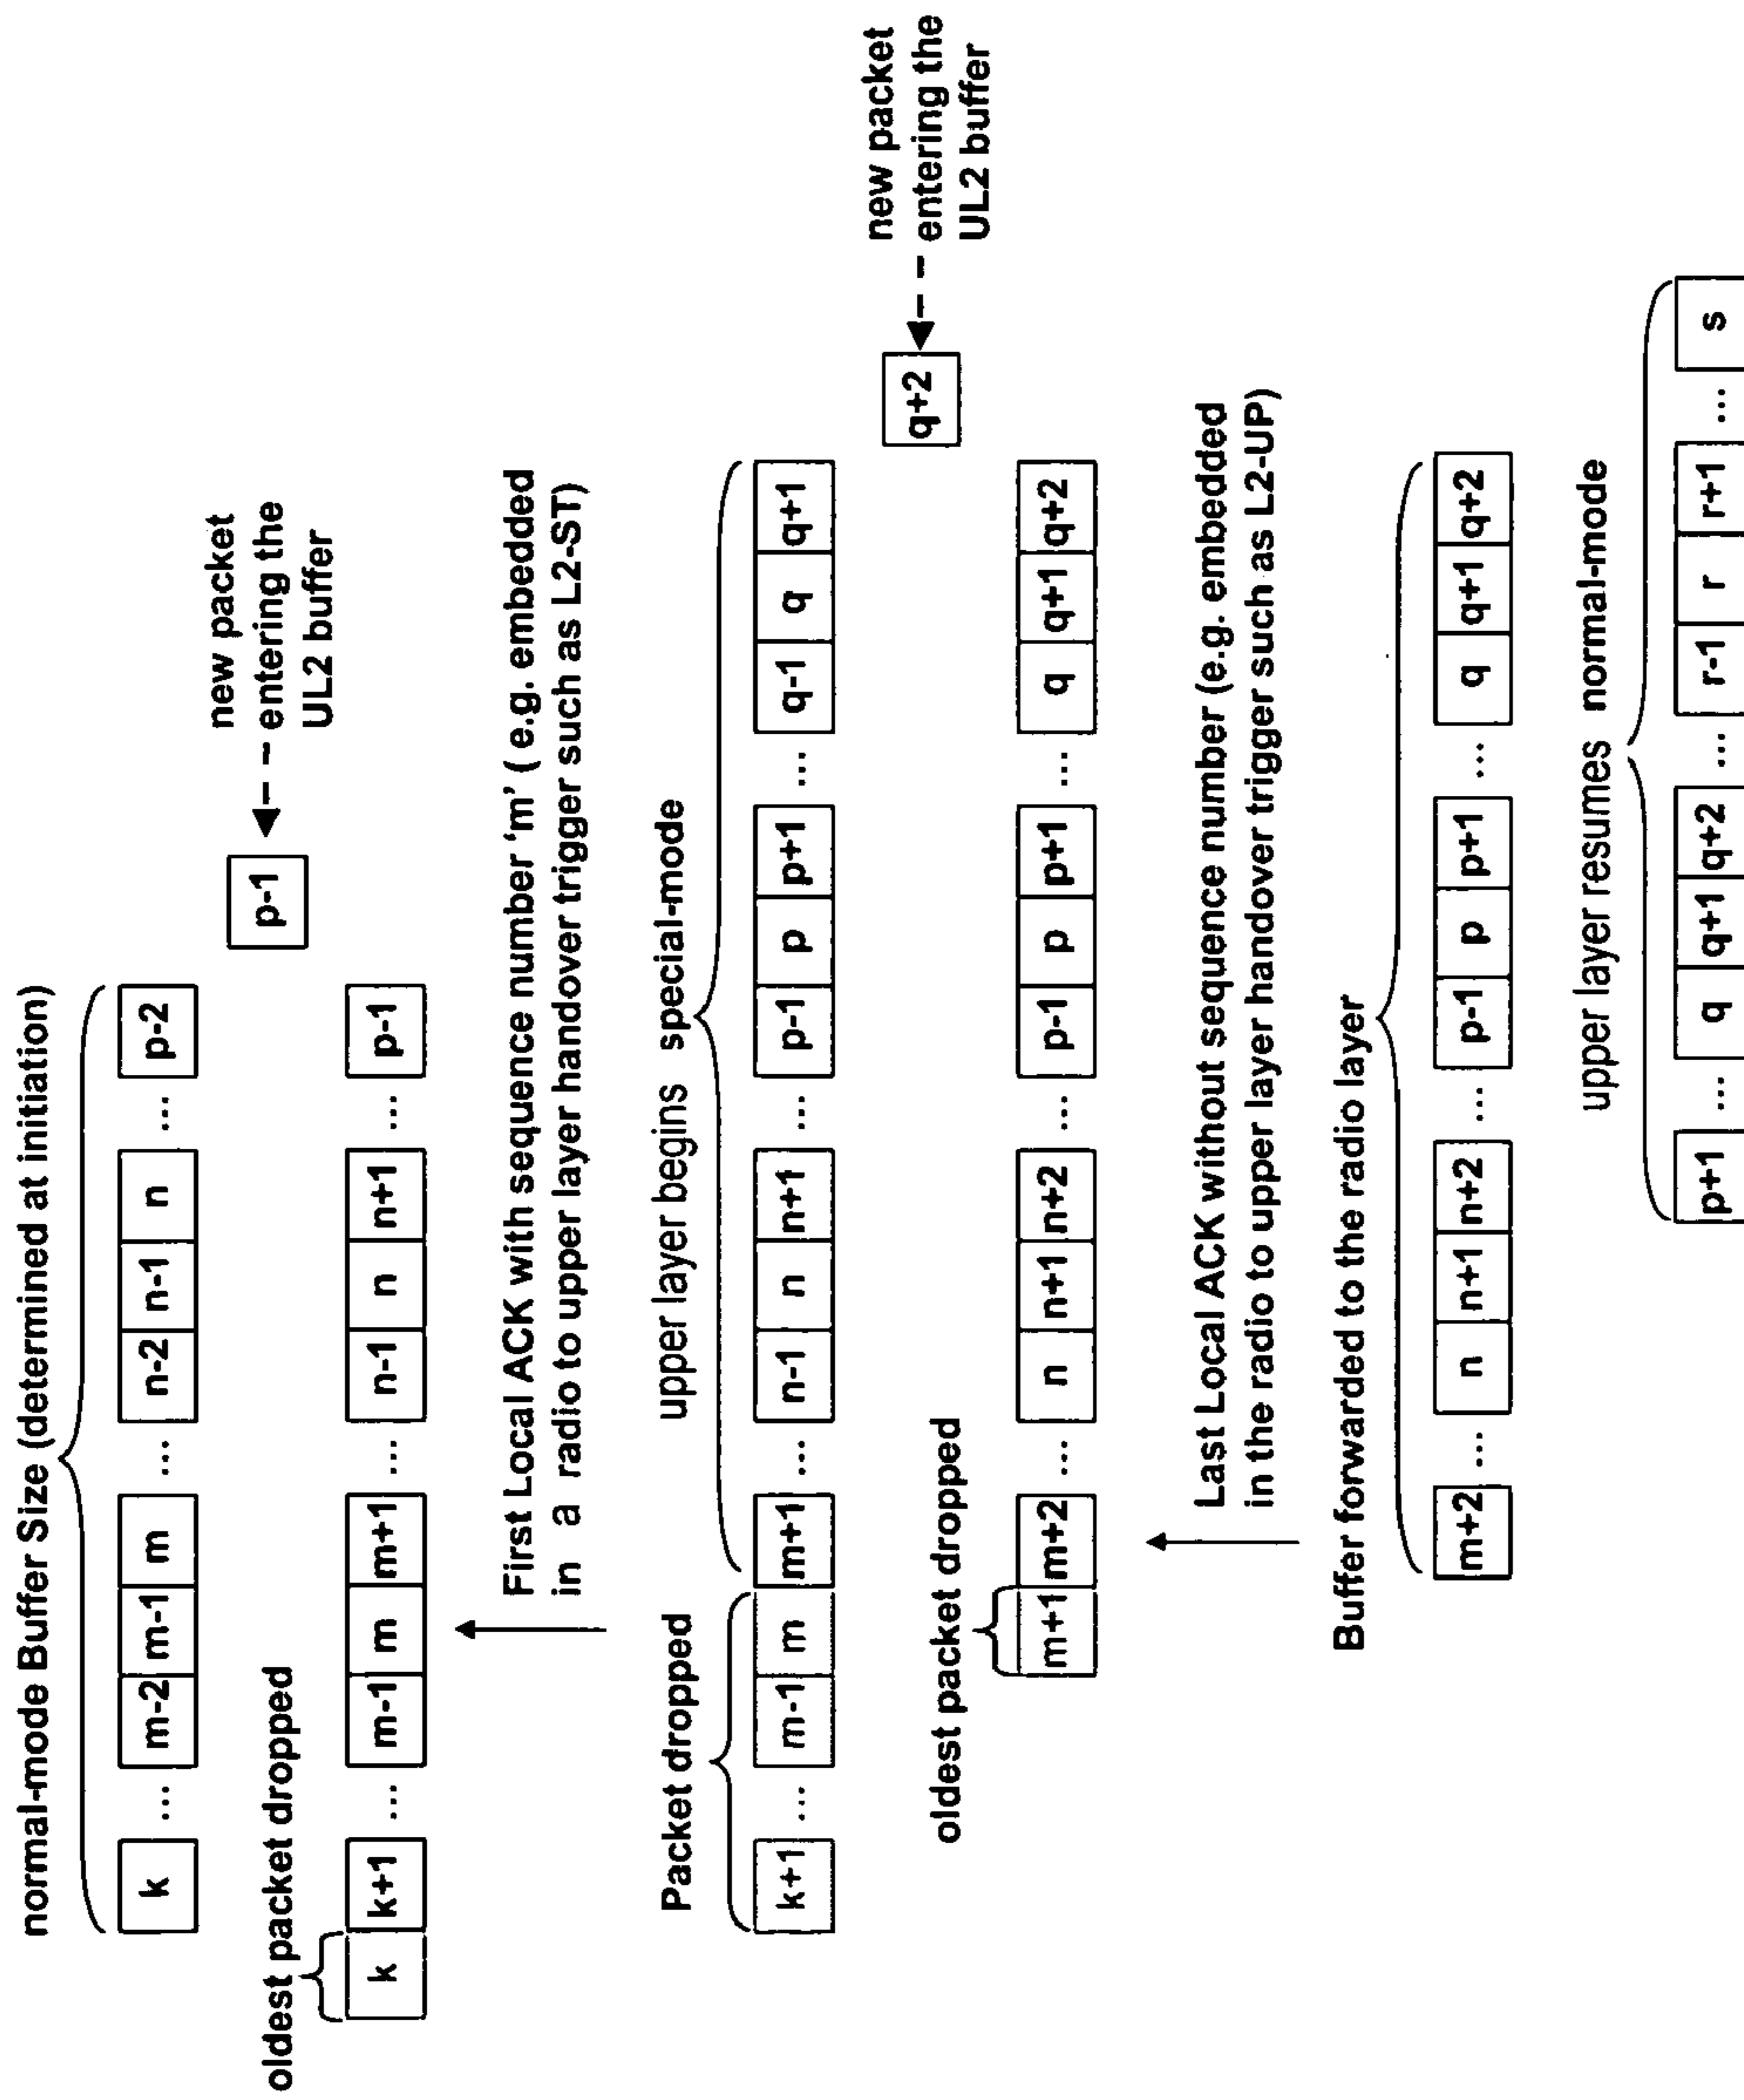 normal-mode Buffer Size (determined at initiation)
k ... m-2 m-1 m ... n-2 n-1 n ... p-2
new packet
entering the
UL2 buffer
p-1
oldest packet dropped
k k+1 ... m-1 m m+1 ... n-1 n n+1 ... p-1
First Local ACK with sequence number 'm' ( e.g. embedded
in a radio to upper layer handover trigger such as L2-ST)
Packet dropped
upper layer begins special-mode
k+1 ... m-1 m m+1 ... n-1 n n+1 ... p-1 p p+1 ... q-1 q q+1
new packet
entering the
UL2 buffer
q+2
oldest packet dropped
m+1 m+2 ... n n+1 n+2 ... p-1 p p+1 ... q q+1 q+2
Last Local ACK without sequence number (e.g. embedded
in the radio to upper layer handover trigger such as L2-UP)
Buffer forwarded to the radio layer
m+2 ... n n+1 n+2 ... p-1 p p+1 ... q q+1 q+2
upper layer resumes normal-mode
p+1 ... q q+1 q+2 ... r-1 r r+1 ... s